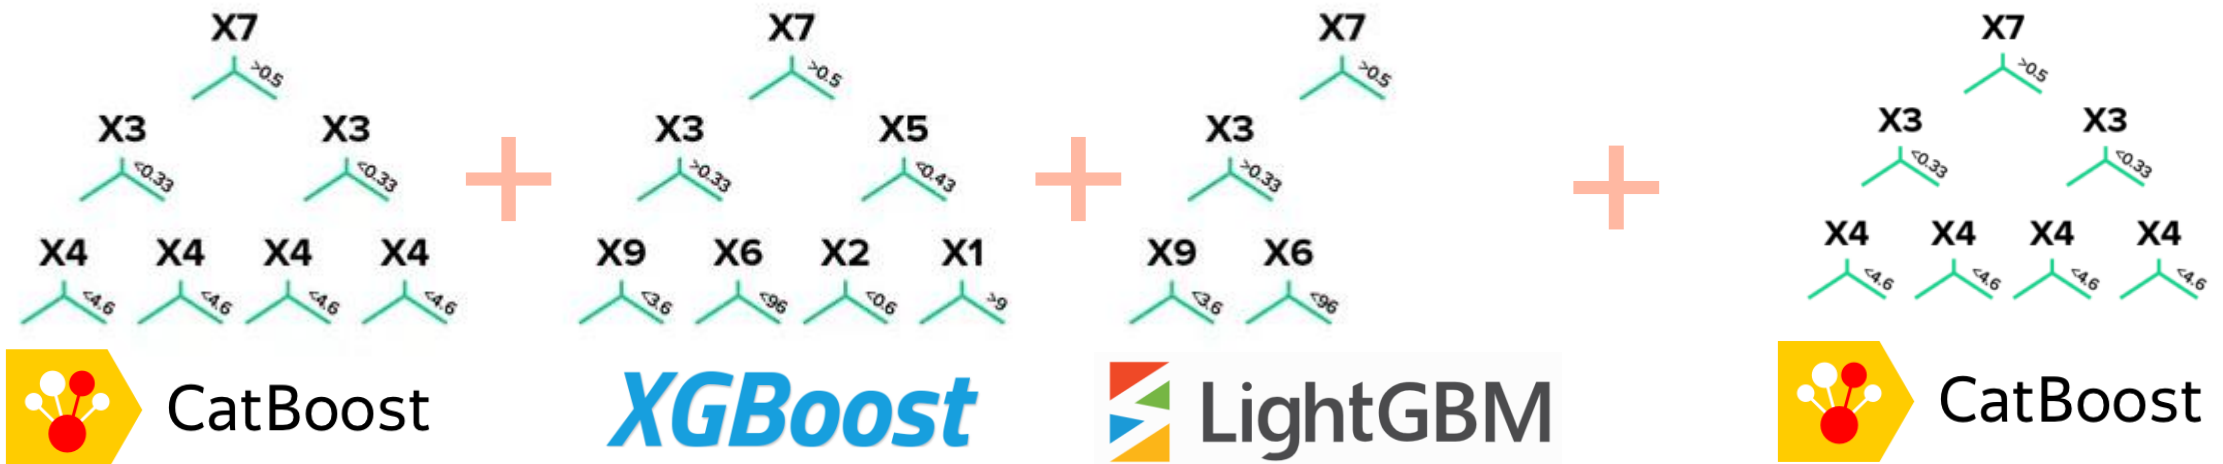 X7 X7 X7 X7
>0.5 >0.5 >0.5 >0.5
X3 X3 X3 X5 X3 X3 X3
<0.33 <0.33 >0.33 <0.43 >0.33 <0.33 <0.33
X4 X4 X4 X4 X9 X6 X2 X1 X9 X6 X4 X4 X4 X4
<4.6 <4.6 <4.6 <4.6 <3.6 <96 <0.6 >9 <3.6 <96 <4.6 <4.6 <4.6 <4.6
CatBoost XGBoost LightGBM CatBoost